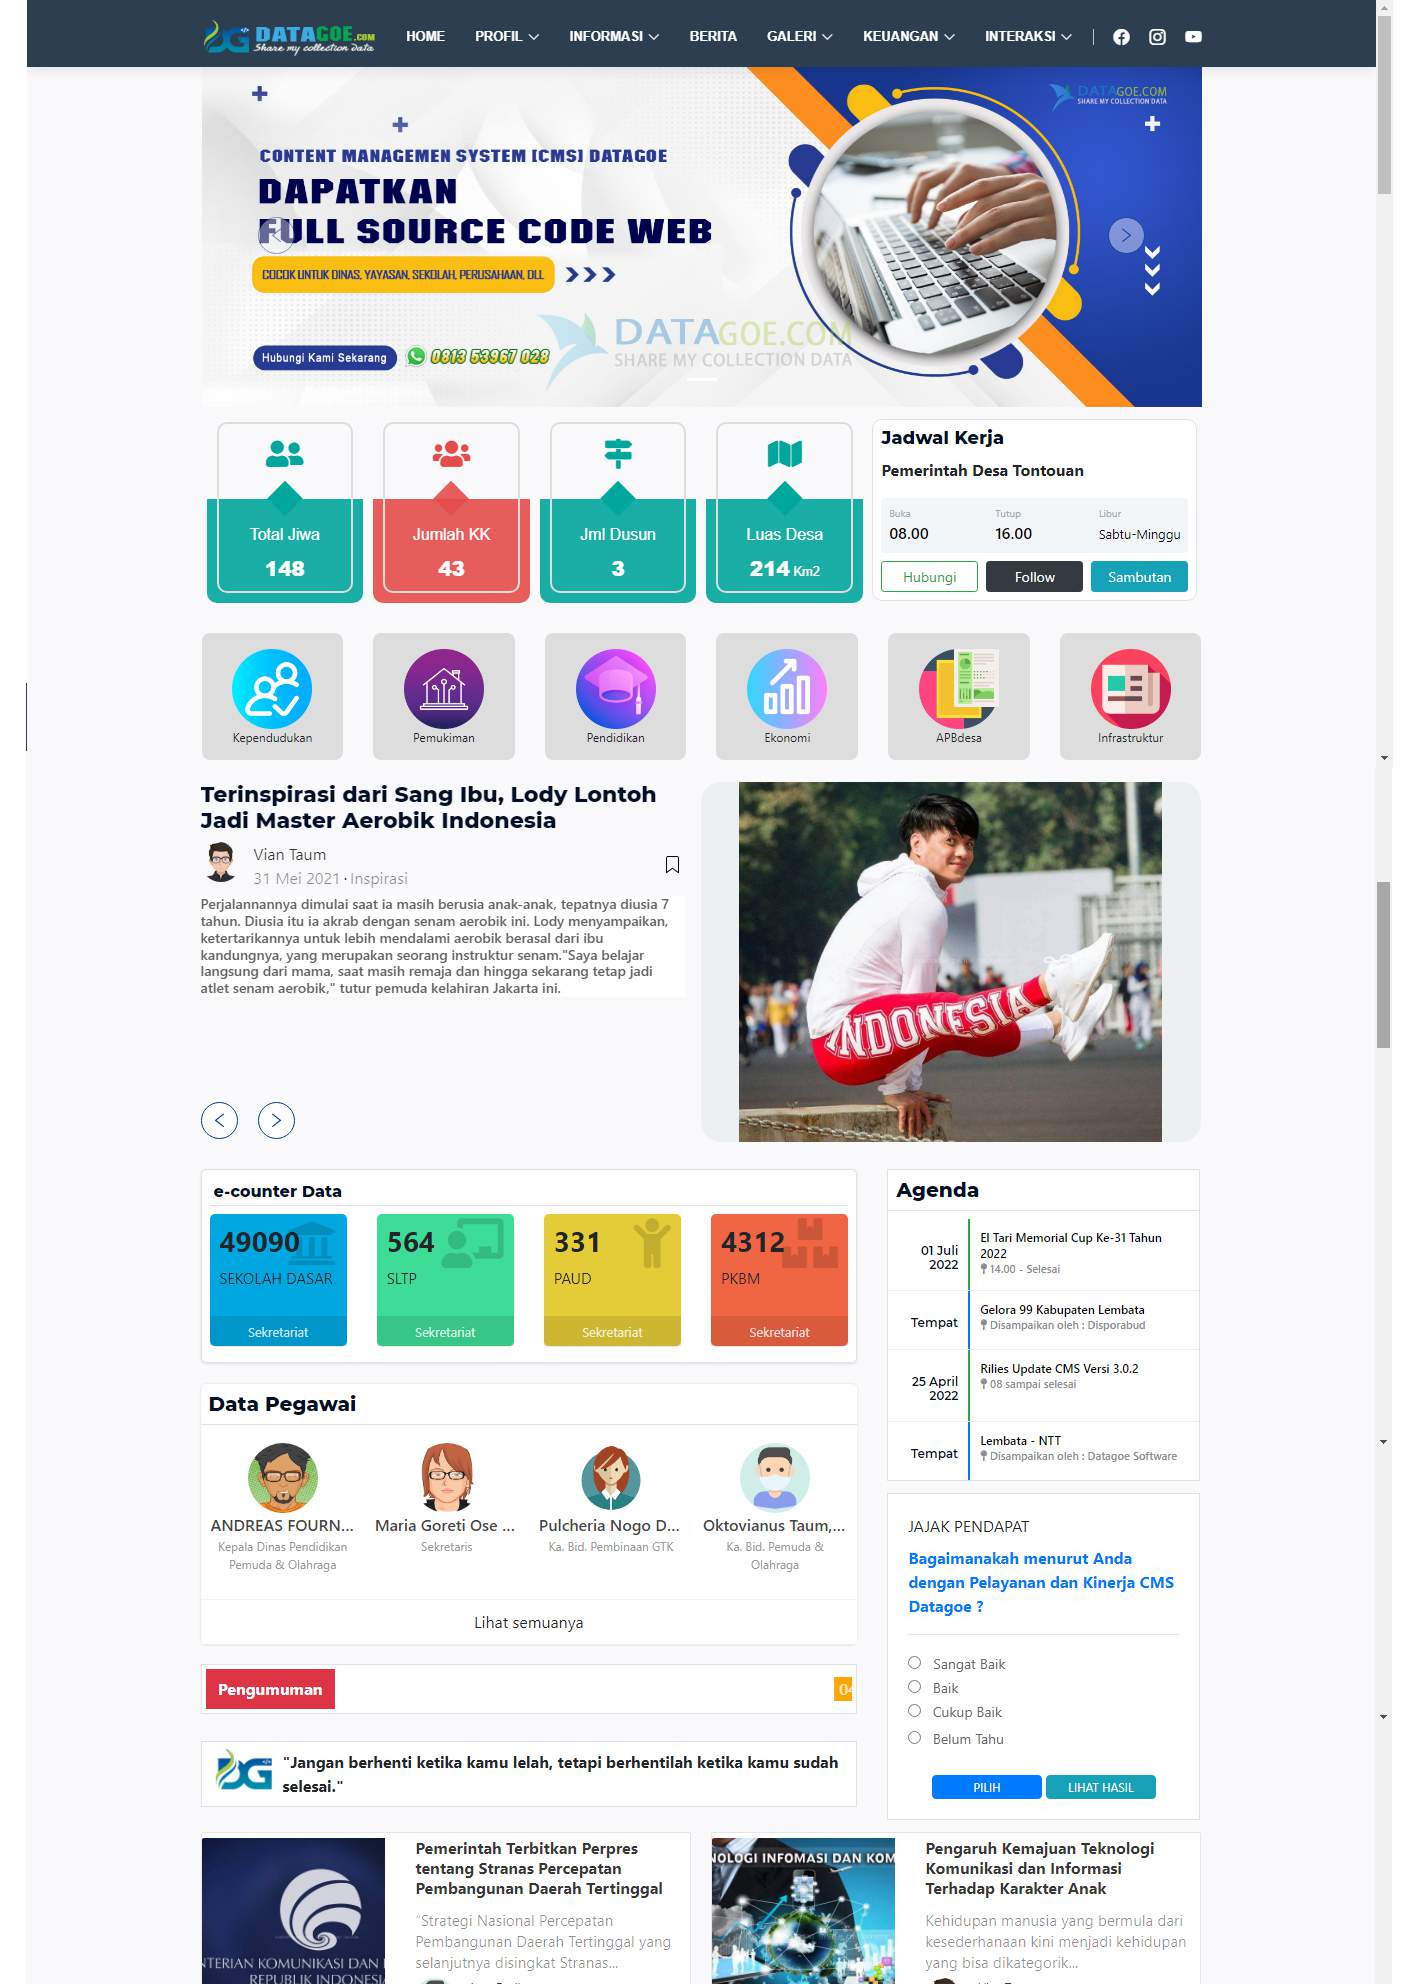 DATAGOE.COM
Share my collection data
HOME PROFIL INFORMASI BERITA GALERI KEUANGAN INTERAKSI
DATAGOE.COM
SHARE MY COLLECTION DATA
CONTENT MANAGEMEN SYSTEM [CMS] DATAGOE
DAPATKAN
FULL SOURCE CODE WEB
COCOK UNTUK DINAS, YAYASAN, SEKOLAH, PERUSAHAAN, DLL
DATAGOE.COM
SHARE MY COLLECTION DATA
Hubungi Kami Sekarang 0813 53967 028
Total Jiwa
148
Jumlah KK
43
Jml Dusun
3
Luas Desa
214 Km2
Jadwal Kerja
Pemerintah Desa Tontouan
Buka Tutup Libur
08.00 16.00 Sabtu-Minggu
Hubungi Follow Sambutan
Kependudukan Pemukiman Pendidikan Ekonomi APBdesa Infrastruktur
Terinspirasi dari Sang Ibu, Lody Lontoh
Jadi Master Aerobik Indonesia
Vian Taum
31 Mei 2021 · Inspirasi
Perjalannannya dimulai saat ia masih berusia anak-anak, tepatnya diusia 7
tahun. Diusia itu ia akrab dengan senam aerobik ini. Lody menyampaikan,
ketertarikannya untuk lebih mendalami aerobik berasal dari ibu
kandungnya, yang merupakan seorang instruktur senam."Saya belajar
langsung dari mama, saat masih remaja dan hingga sekarang tetap jadi
atlet senam aerobik," tutur pemuda kelahiran Jakarta ini.
INDONESIA
e-counter Data
49090
SEKOLAH DASAR
Sekretariat
564
SLTP
Sekretariat
331
PAUD
Sekretariat
4312
PKBM
Sekretariat
Agenda
01 Juli
2022
El Tari Memorial Cup Ke-31 Tahun
2022
14.00 - Selesai
Tempat
Gelora 99 Kabupaten Lembata
Disampaikan oleh : Disporabud
25 April
2022
Rilies Update CMS Versi 3.0.2
08 sampai selesai
Tempat
Lembata - NTT
Disampaikan oleh : Datagoe Software
Data Pegawai
ANDREAS FOURN...
Kepala Dinas Pendidikan
Pemuda & Olahraga
Maria Goreti Ose ...
Sekretaris
Pulcheria Nogo D...
Ka. Bid. Pembinaan GTK
Oktovianus Taum,...
Ka. Bid. Pemuda &
Olahraga
Lihat semuanya
JAJAK PENDAPAT
Bagaimanakah menurut Anda
dengan Pelayanan dan Kinerja CMS
Datagoe ?
Sangat Baik
Baik
Cukup Baik
Belum Tahu
PILIH LIHAT HASIL
Pengumuman
"Jangan berhenti ketika kamu lelah, tetapi berhentilah ketika kamu sudah
selesai."
NTERIAN KOMUNIKASI DAN
REPUBLIK INDONESIA
Pemerintah Terbitkan Perpres
tentang Stranas Percepatan
Pembangunan Daerah Tertinggal
"Strategi Nasional Percepatan
Pembangunan Daerah Tertinggal yang
selanjutnya disingkat Stranas...
NOLOGI INFOMASI DAN KOM
Pengaruh Kemajuan Teknologi
Komunikasi dan Informasi
Terhadap Karakter Anak
Kehidupan manusia yang bermula dari
kesederhanaan kini menjadi kehidupan
yang bisa dikategorik...